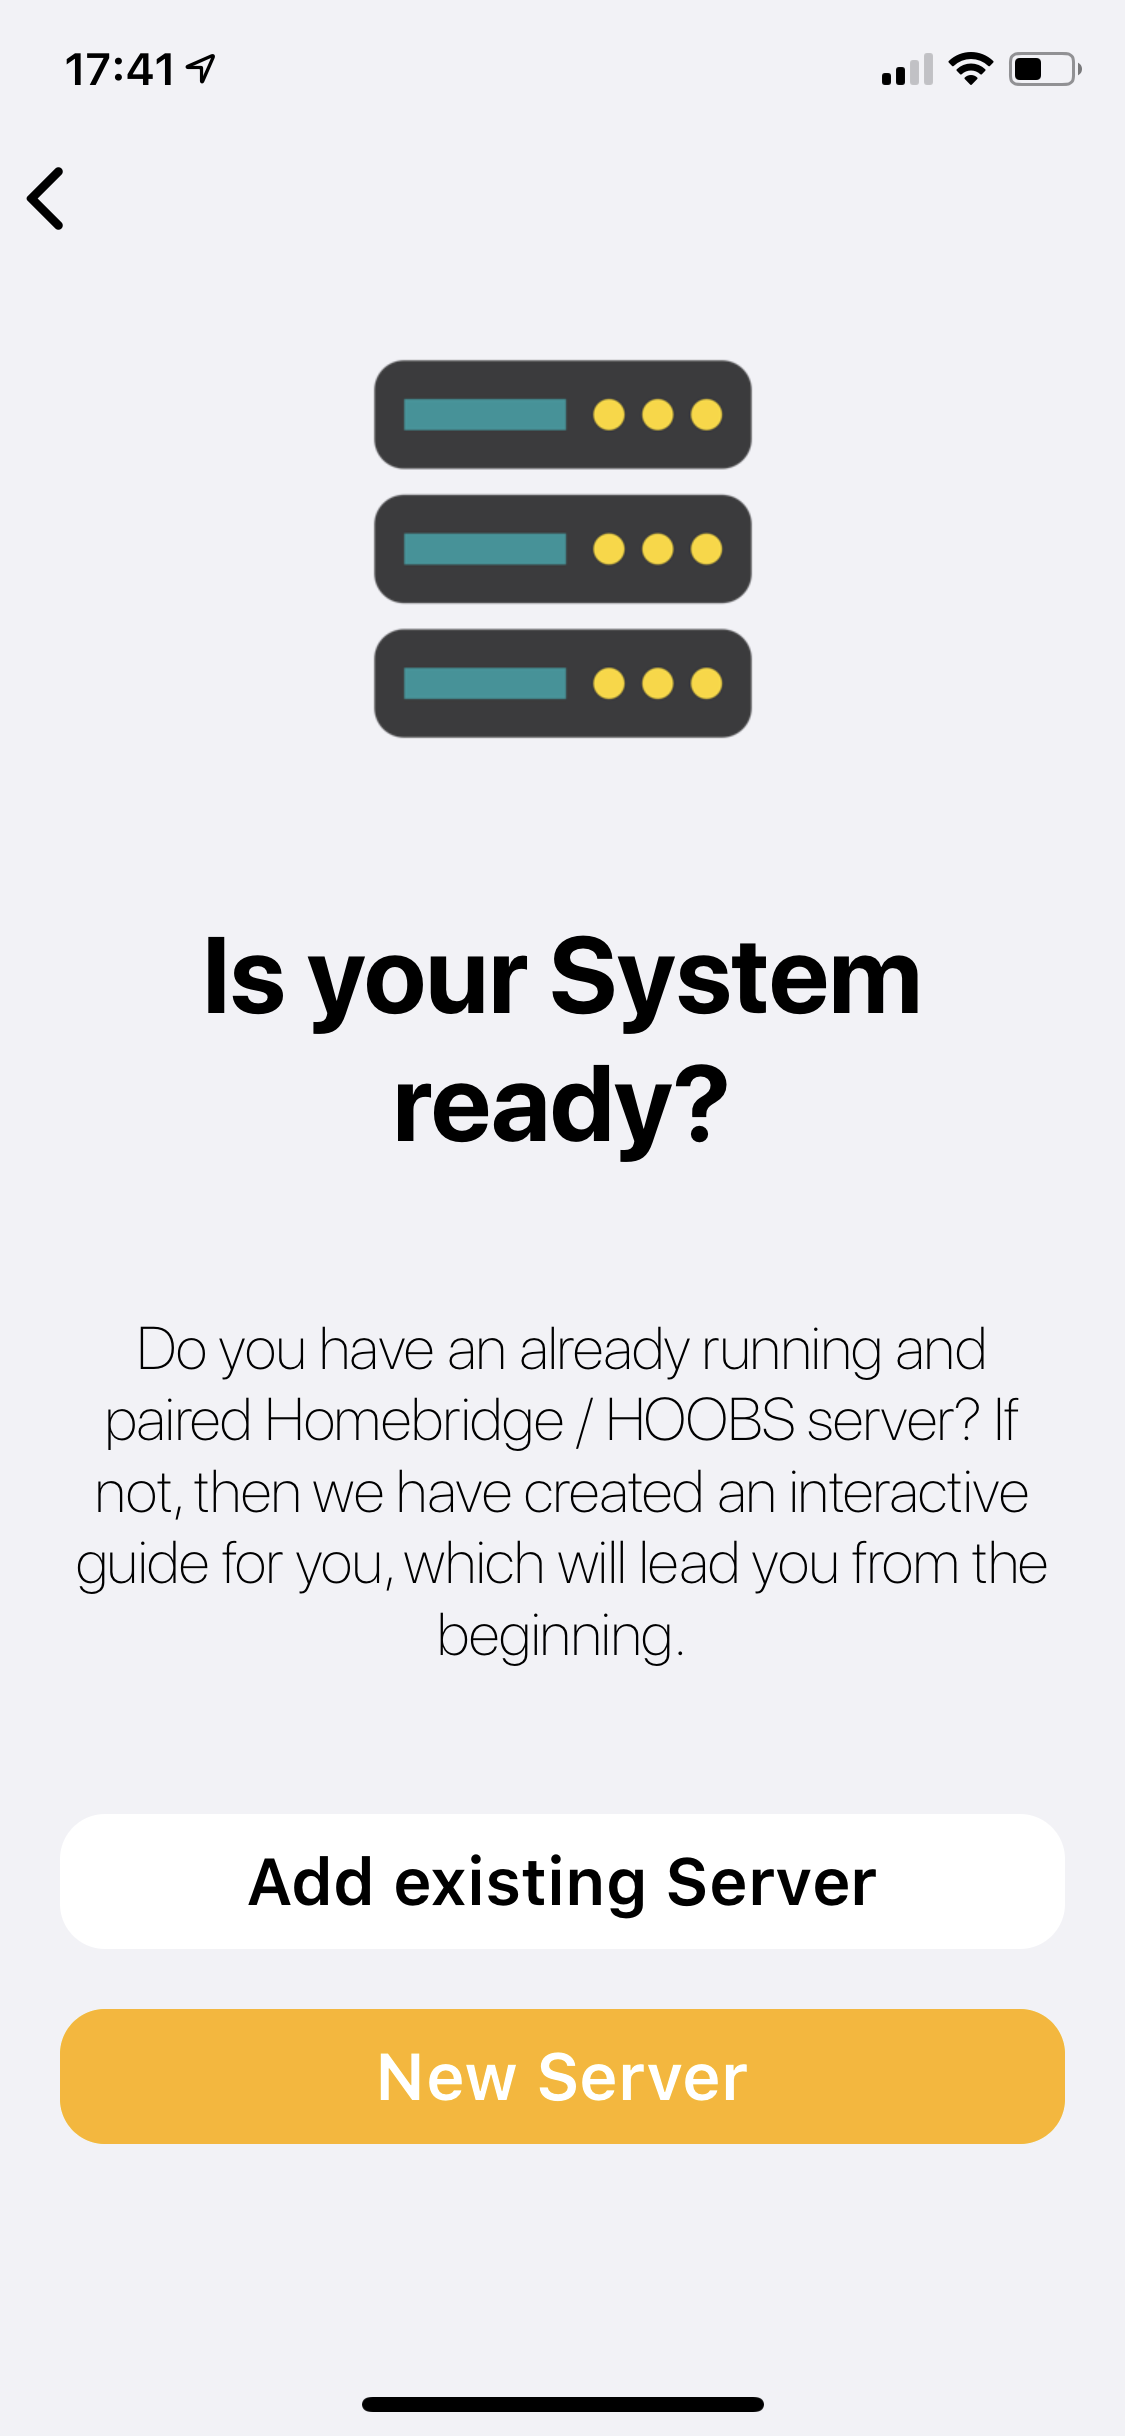 17:41
Is your System
ready?
Do you have an already running and
paired Homebridge / HOOBS server? If
not, then we have created an interactive
guide for you, which will lead you from the
beginning.
Add existing Server
New Server